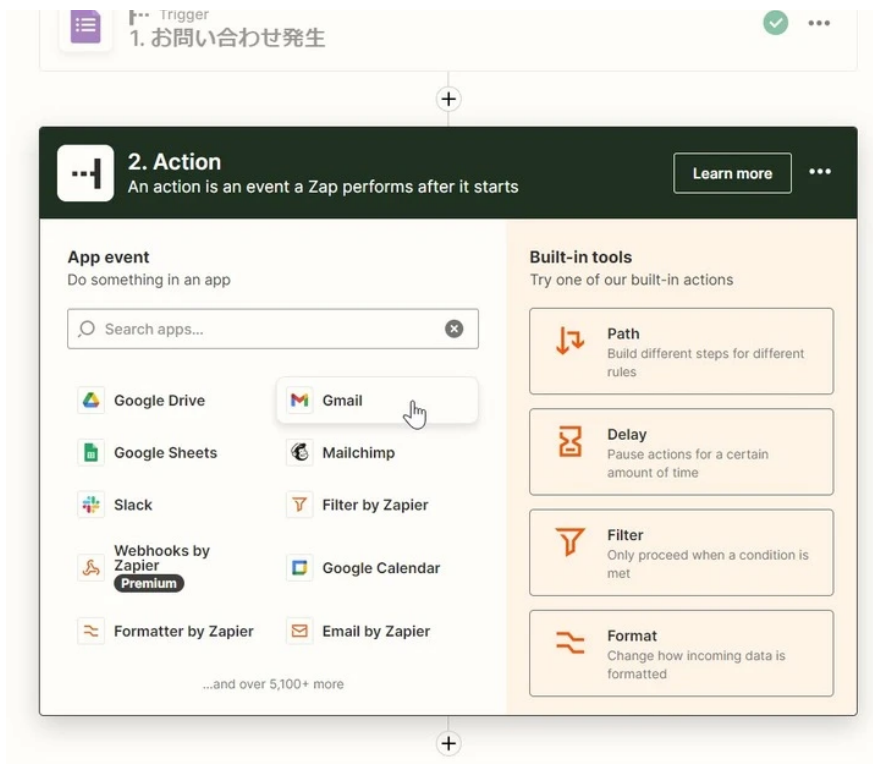 Trigger
1. お問い合わせ発生
2. Action
An action is an event a Zap performs after it starts
Learn more
App event
Do something in an app
Search apps...
Google Drive
Gmail
Google Sheets
Mailchimp
Slack
Filter by Zapier
Webhooks by
Zapier
Premium
Google Calendar
Formatter by Zapier
Email by Zapier
...and over 5,100+ more
Built-in tools
Try one of our built-in actions
Path
Build different steps for different
rules
Delay
Pause actions for a certain
amount of time
Filter
Only proceed when a condition is
met
Format
Change how incoming data is
formatted